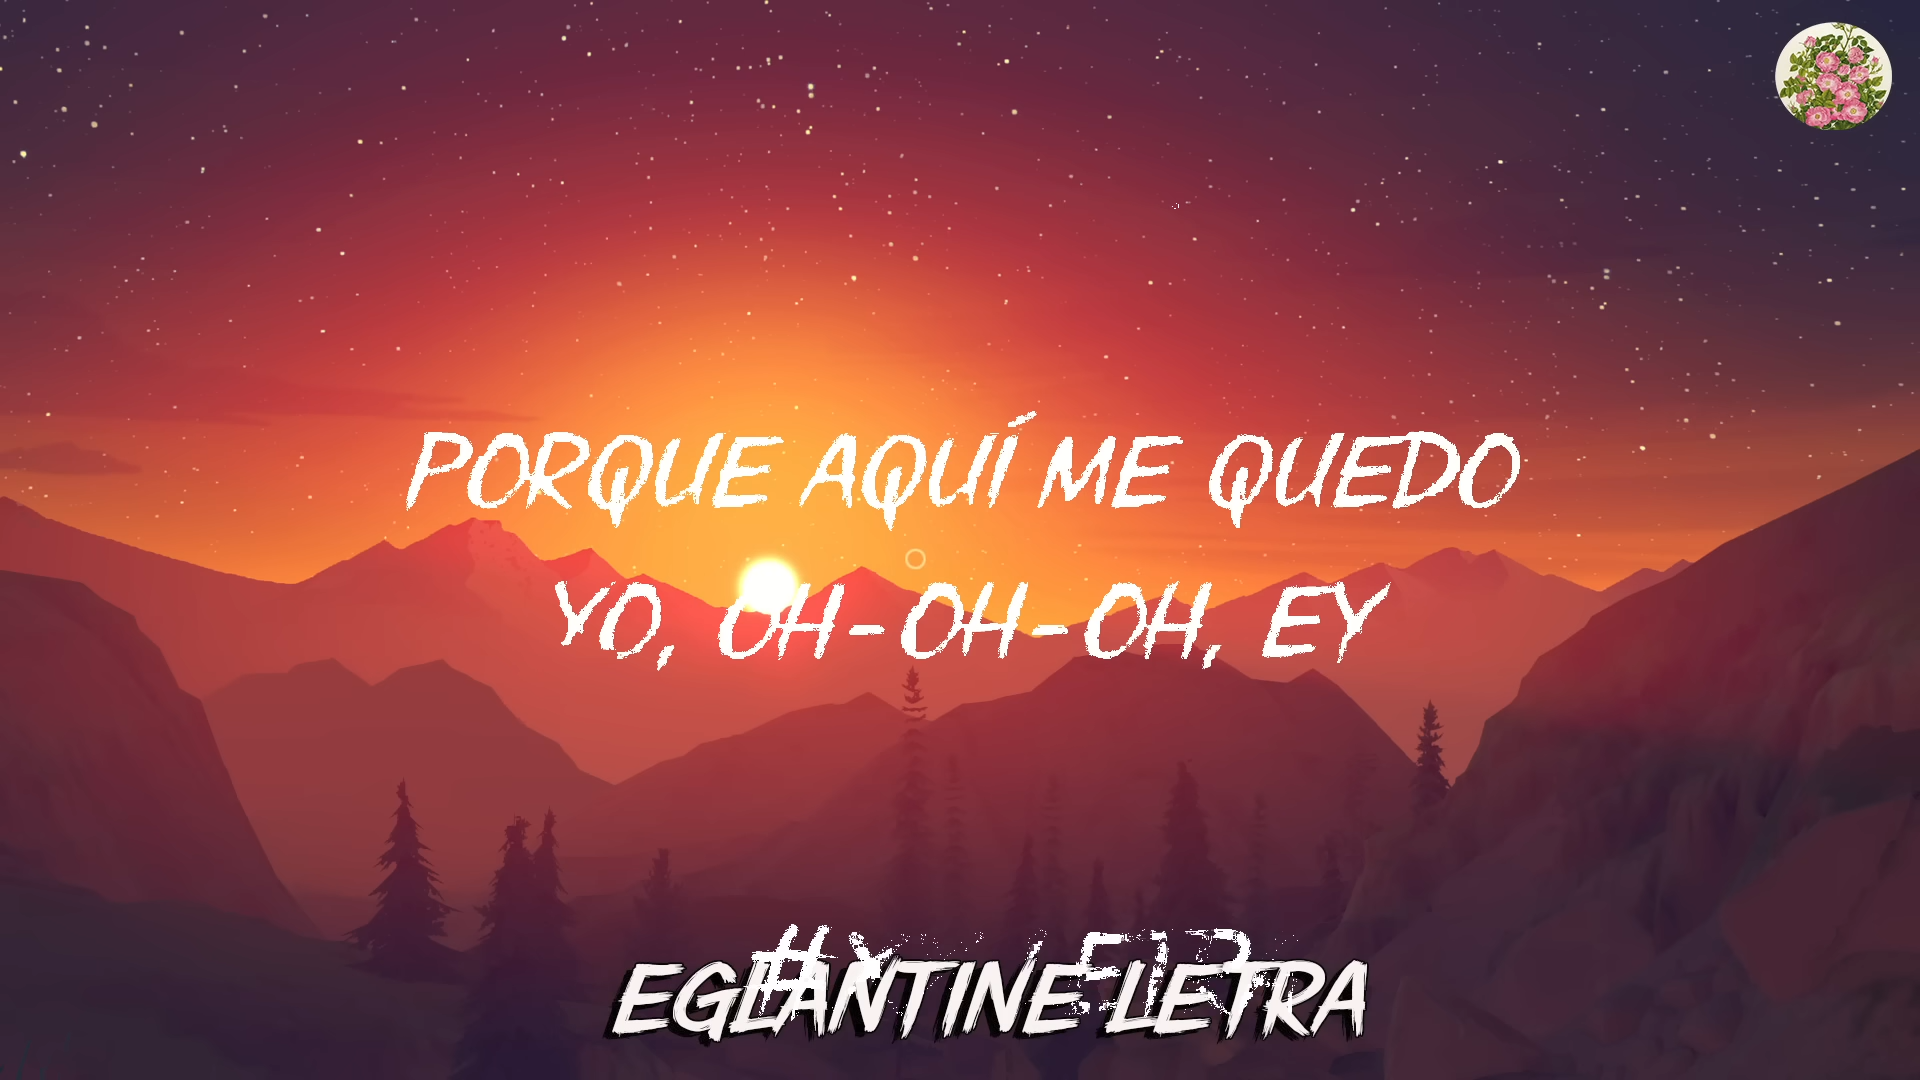 PORQUE AQUÍ ME QUEDO
YO, OH-OH-OH, EY
EGLANTINE LETRA